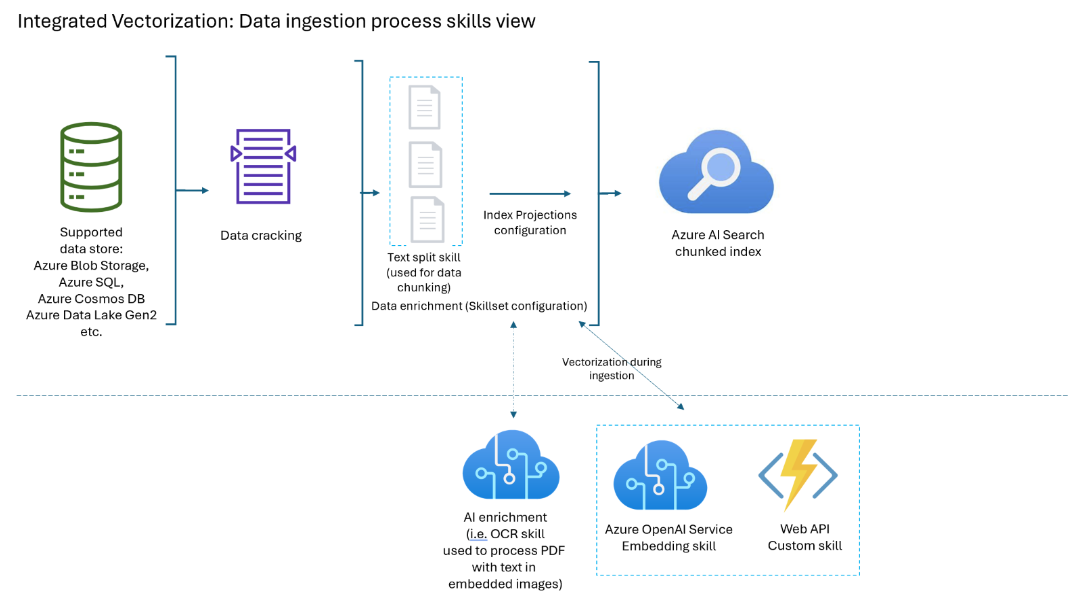 Integrated Vectorization: Data ingestion process skills view
Supported
data store:
Azure Blob Storage,
Azure SQL,
Azure Cosmos DB
Azure Data Lake Gen2
etc.
Data cracking
Text split skill
(used for data
chunking)
Index Projections
configuration
Data enrichment (Skillset configuration)
Azure AI Search
chunked index
Vectorization during
ingestion
AI enrichment
(i.e. OCR skill
used to process PDF
with text in
embedded images)
Azure OpenAI Service
Embedding skill
Web API
Custom skill